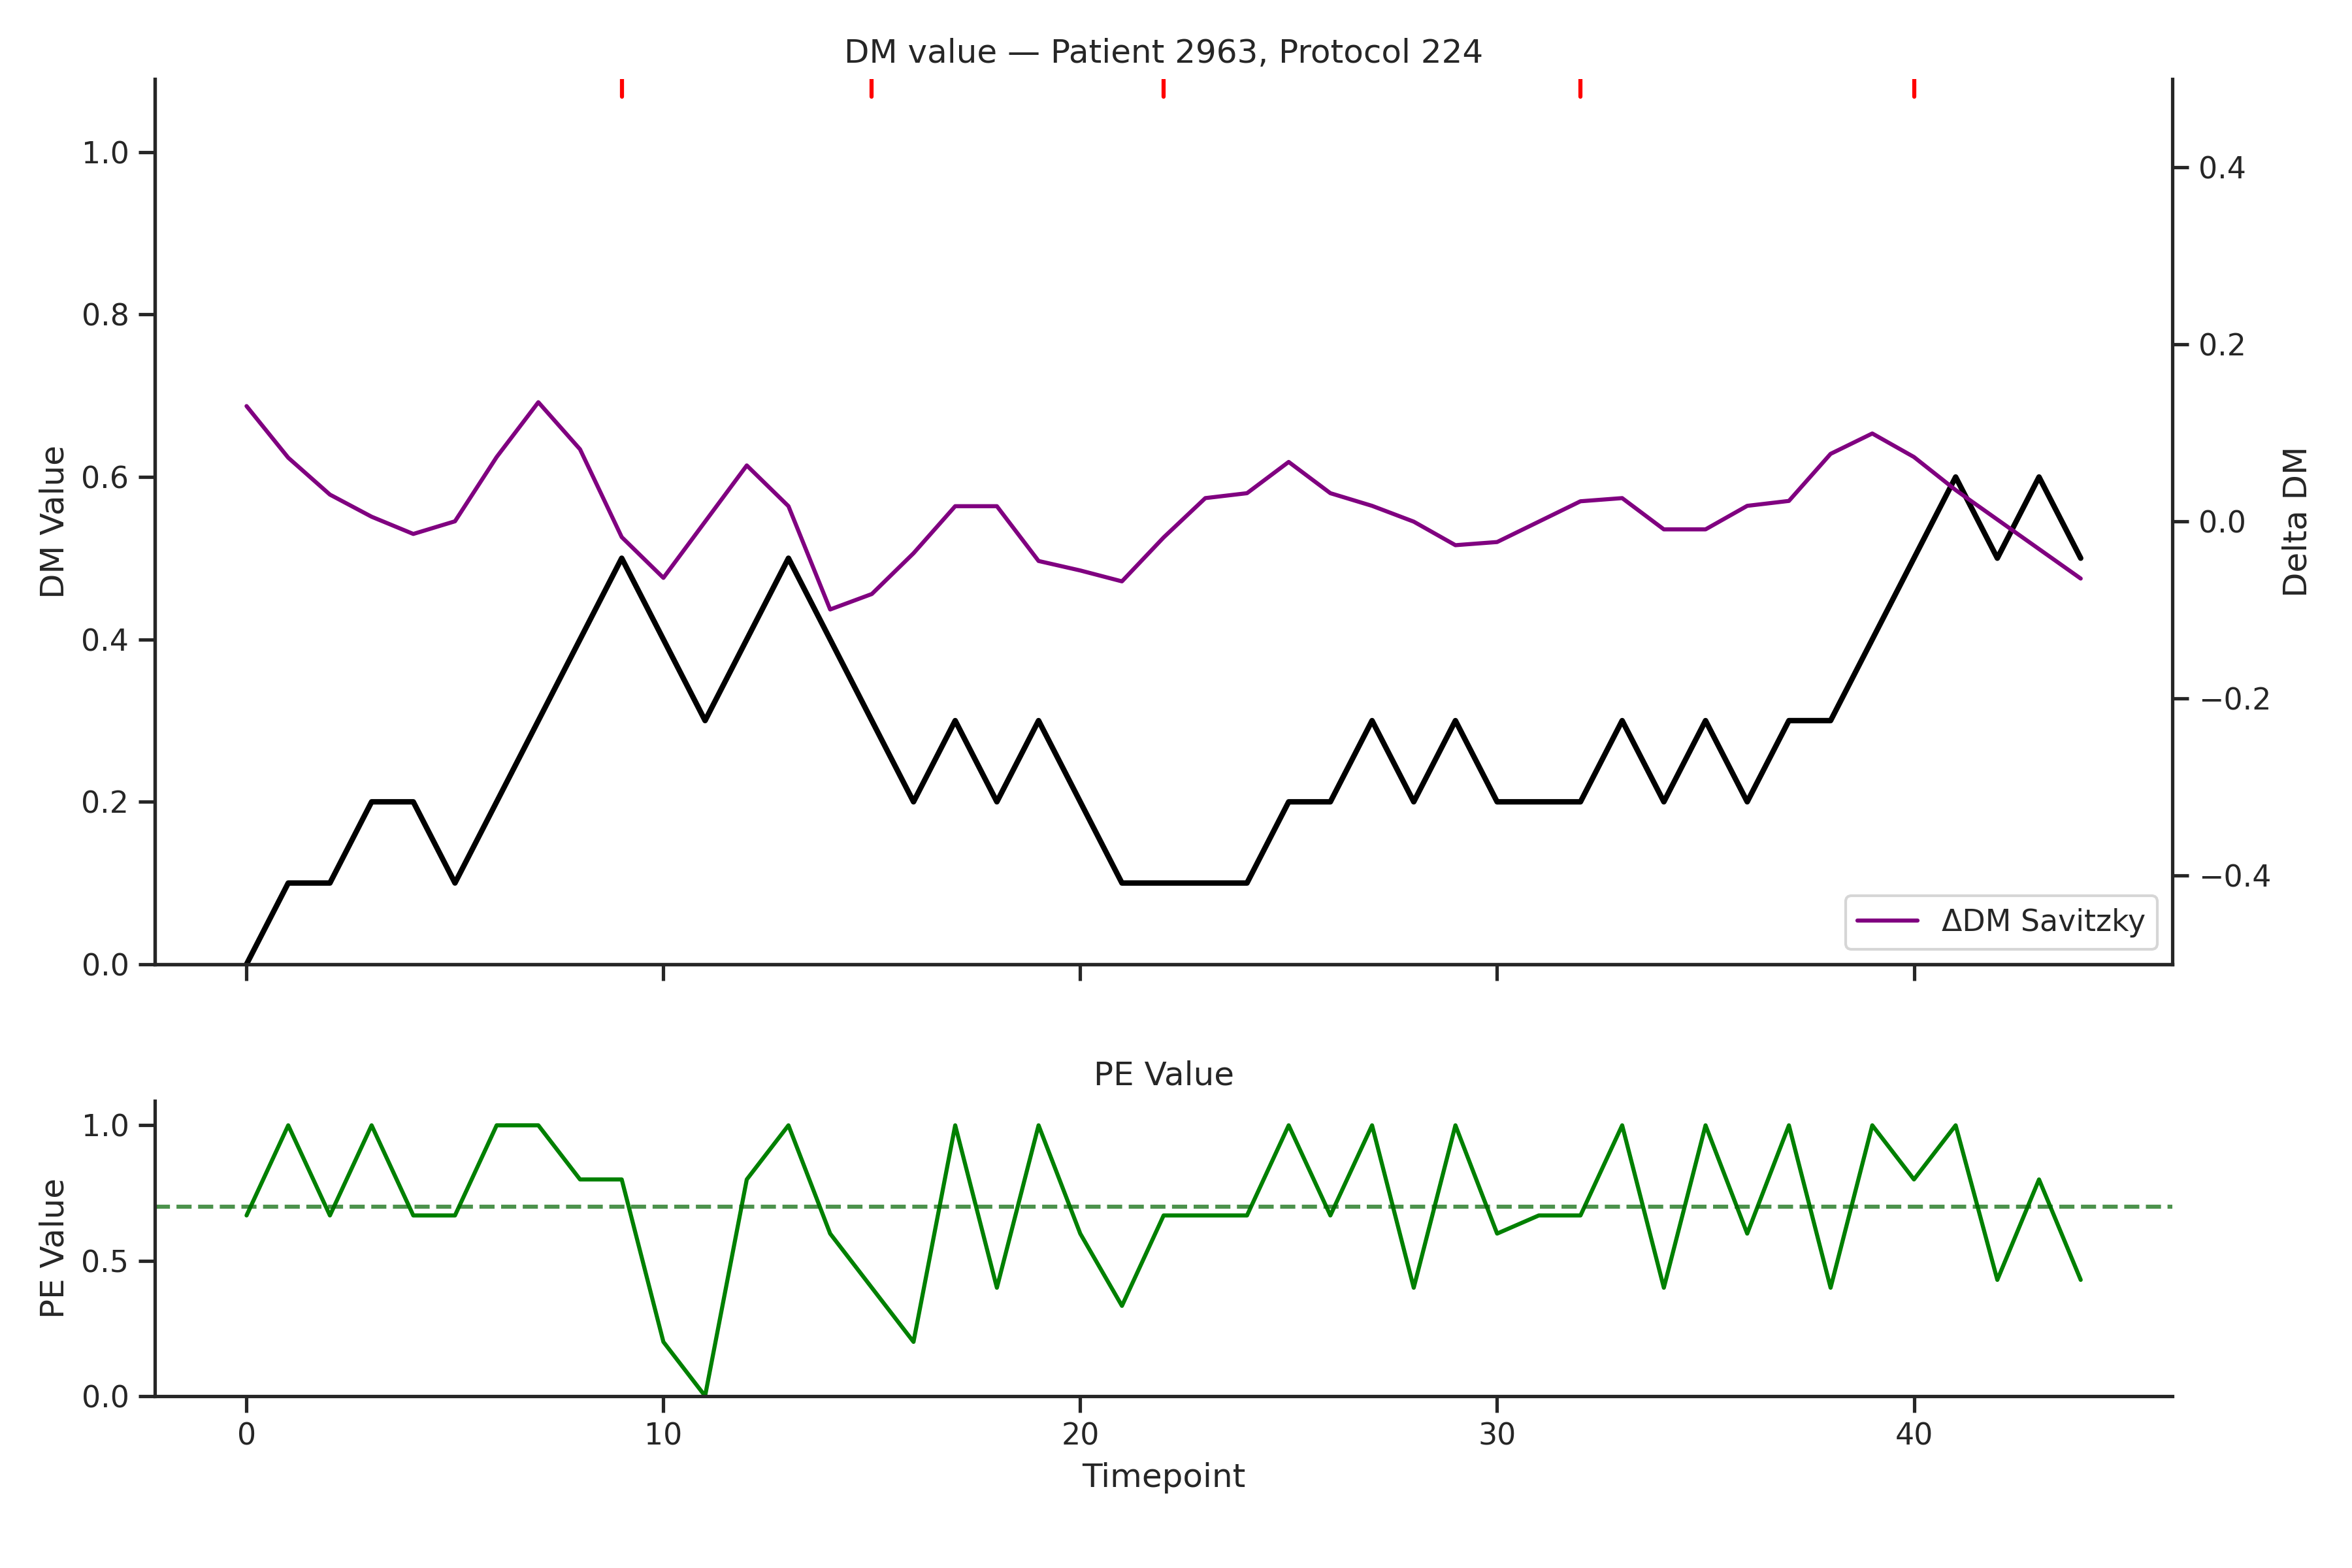 DM value — Patient 2963, Protocol 224
DM Value
1.0
0.8
0.6
0.4
0.2
0.0
0.4
0.2
0.0
−0.2
−0.4
Delta DM
ΔDM Savitzky
PE Value
PE Value
1.0
0.5
0.0
0 10 20 30 40
Timepoint